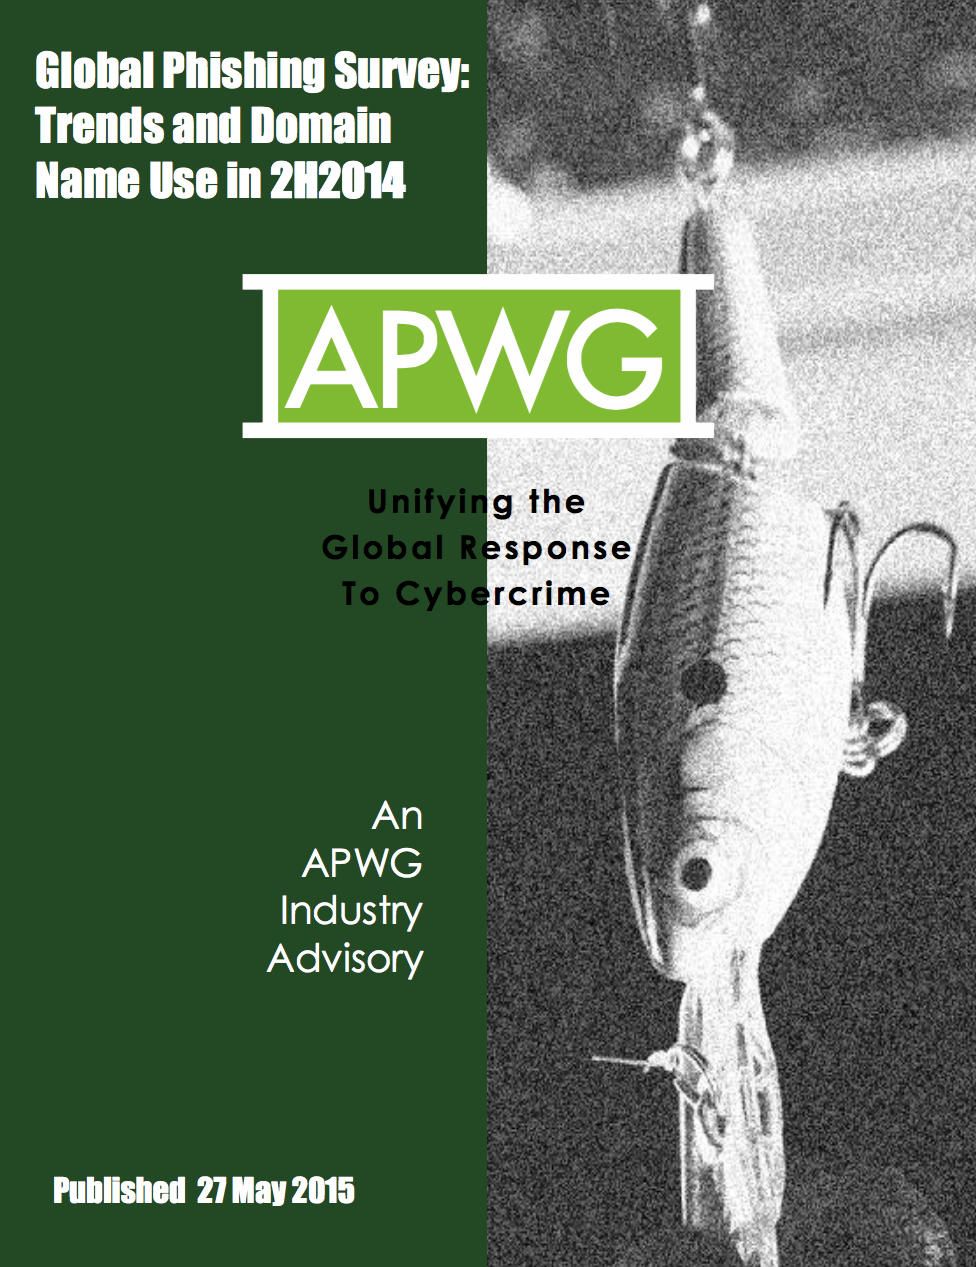 Global Phishing Survey:
Trends and Domain
Name Use in 2H2014
APWG
Unifying the
Global Response
To Cybercrime
An
APWG
Industry
Advisory
Published 27 May 2015